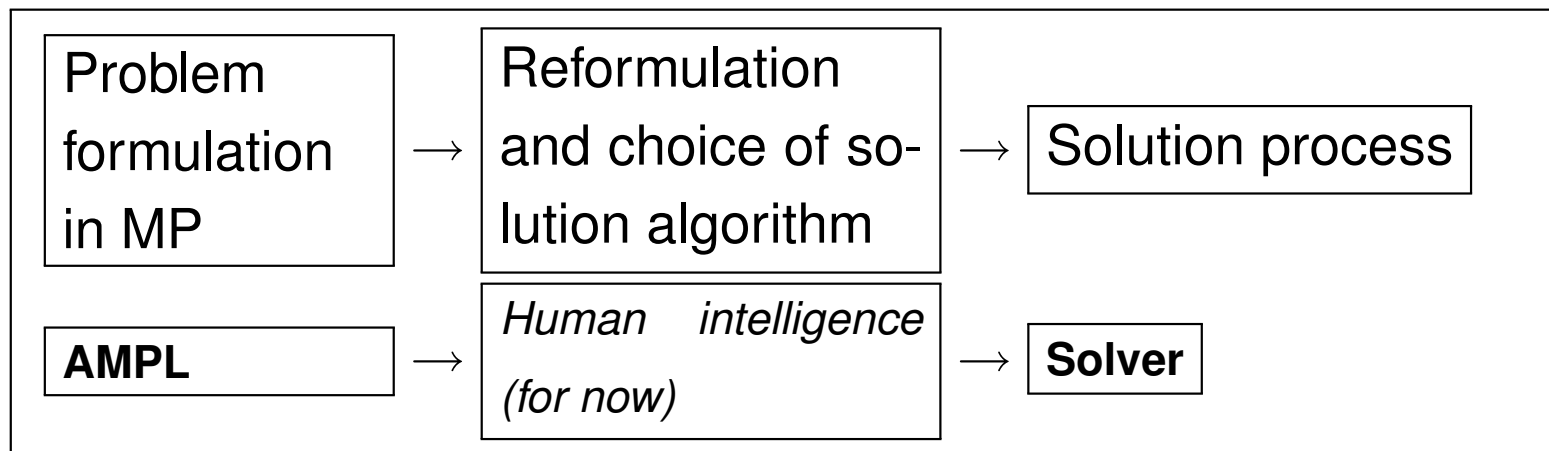 Problem
formulation
in MP
→
Reformulation
and choice of so-
lution algorithm
→
Solution process
AMPL
→
Human intelligence
(for now)
→
Solver